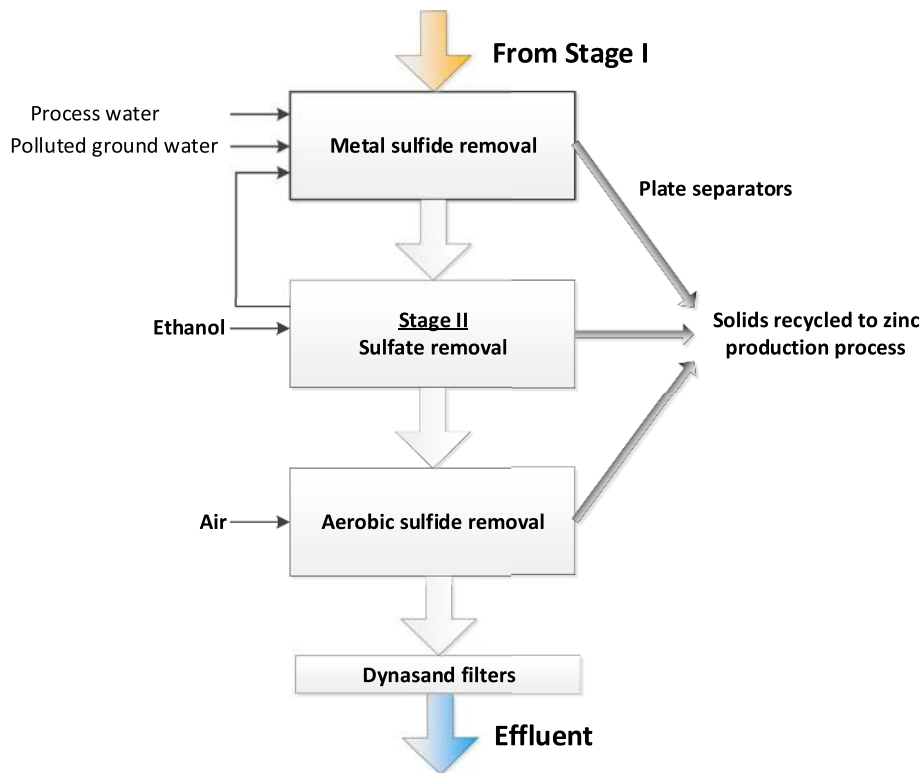 From Stage I
Process water
Polluted ground water
Metal sulfide removal
Plate separators
Ethanol
Stage II
Sulfate removal
Solids recycled to zinc
production process
Air
Aerobic sulfide removal
Dynasand filters
Effluent